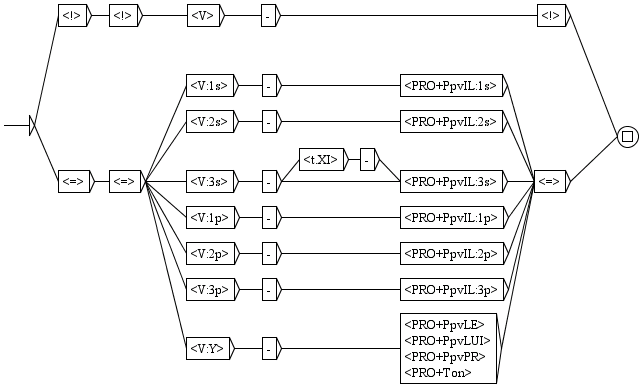 <!> <!> <V> - <!>
<V:1s> - <PRO+PpvIL:1s>
<V:2s> - <PRO+PpvIL:2s>
<t.XI> -
<=> <=> <V:3s> - <PRO+PpvIL:3s> <=>
<V:1p> - <PRO+PpvIL:1p>
<V:2p> - <PRO+PpvIL:2p>
<V:3p> - <PRO+PpvIL:3p>
<V:Y> -
<PRO+PpvLE>
<PRO+PpvLUI>
<PRO+PpvPR>
<PRO+Ton>